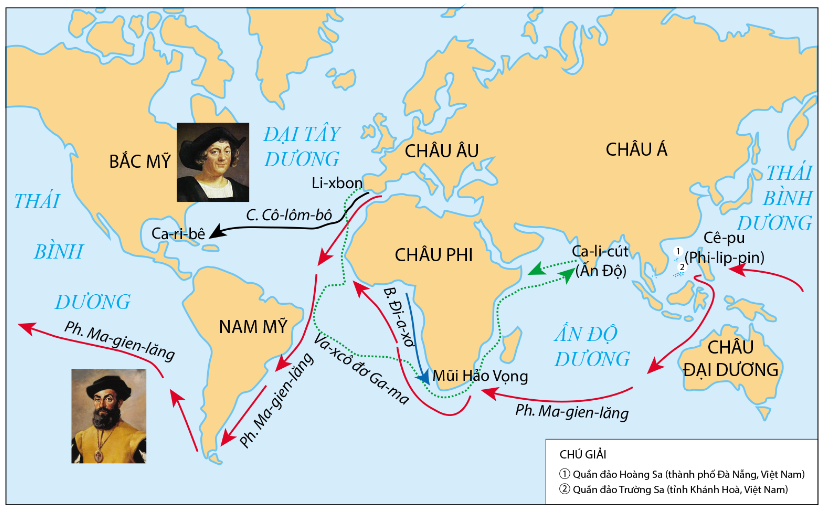 ĐẠI TÂY
DƯƠNG
BẮC MỸ
CHÂU ÂU
CHÂU Á
Li-xbon
THÁI
BÌNH
DƯƠNG
THÁI
BÌNH
DƯƠNG
C. Cô-lôm-bô
Ca-ri-bê
CHÂU PHI
Ca-li-cút
(Ấn Độ)
Cê-pu
(Phi-lip-pin)
1
2
B. Đi-a-xơ
NAM MỸ
Ph. Ma-gien-lăng
Va-xcô đơ Ga-ma
ẤN ĐỘ
DƯƠNG
CHÂU
ĐẠI DƯƠNG
Mũi Hảo Vọng
Ph. Ma-gien-lăng
Ph. Ma-gien-lăng
CHÚ GIẢI
① Quần đảo Hoàng Sa (thành phố Đà Nẵng, Việt Nam)
② Quần đảo Trường Sa (tỉnh Khánh Hoà, Việt Nam)